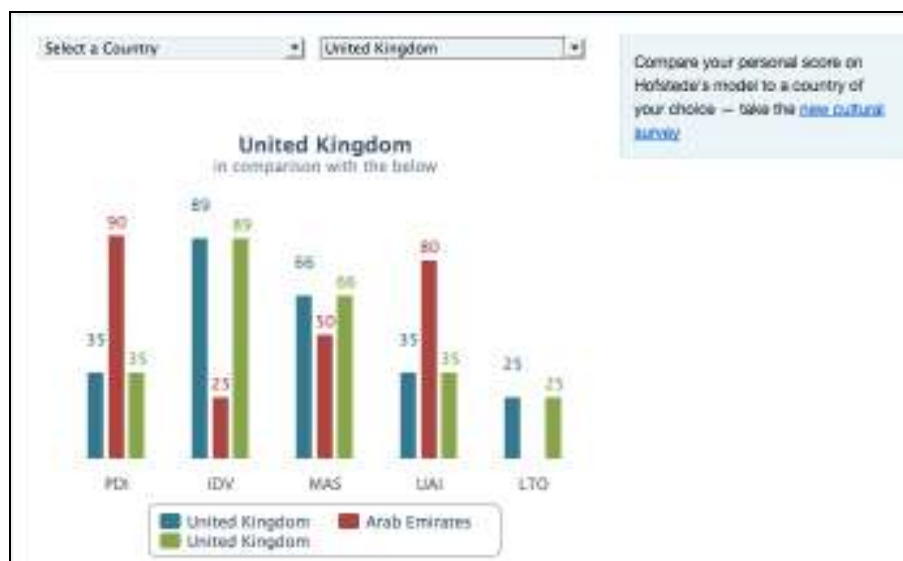 Select a Country
United Kingdom
Compare your personal score on
Hofstede's model to a country of
your choice — take the new cultural
survey
United Kingdom
in comparison with the below
35 90 35
89 25 89
66 50 66
35 80 35
25 25
PDI IDV MAS UAI LTO
United Kingdom Arab Emirates
United Kingdom